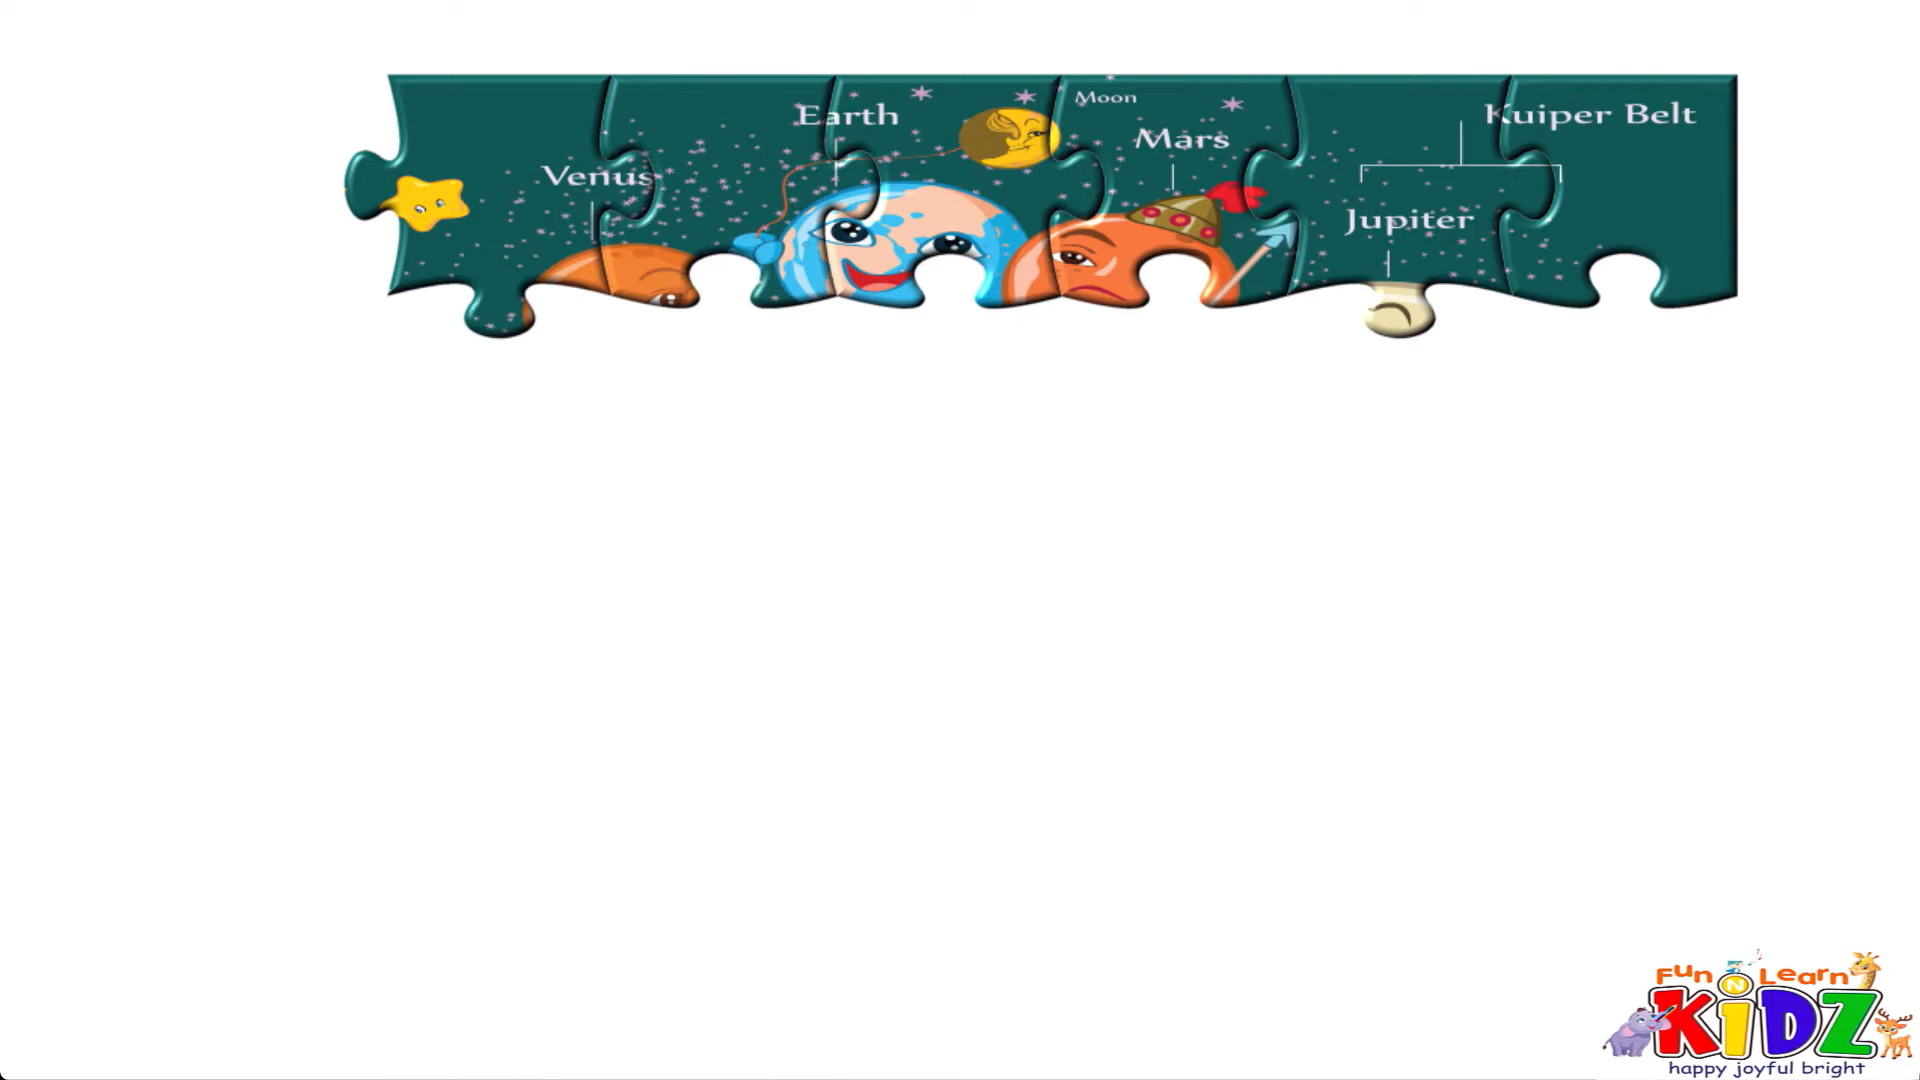 Moon
Earth
Kuiper Belt
Mars
Venus
Jupiter
Fun N Learn
KiDZ
happy joyful bright